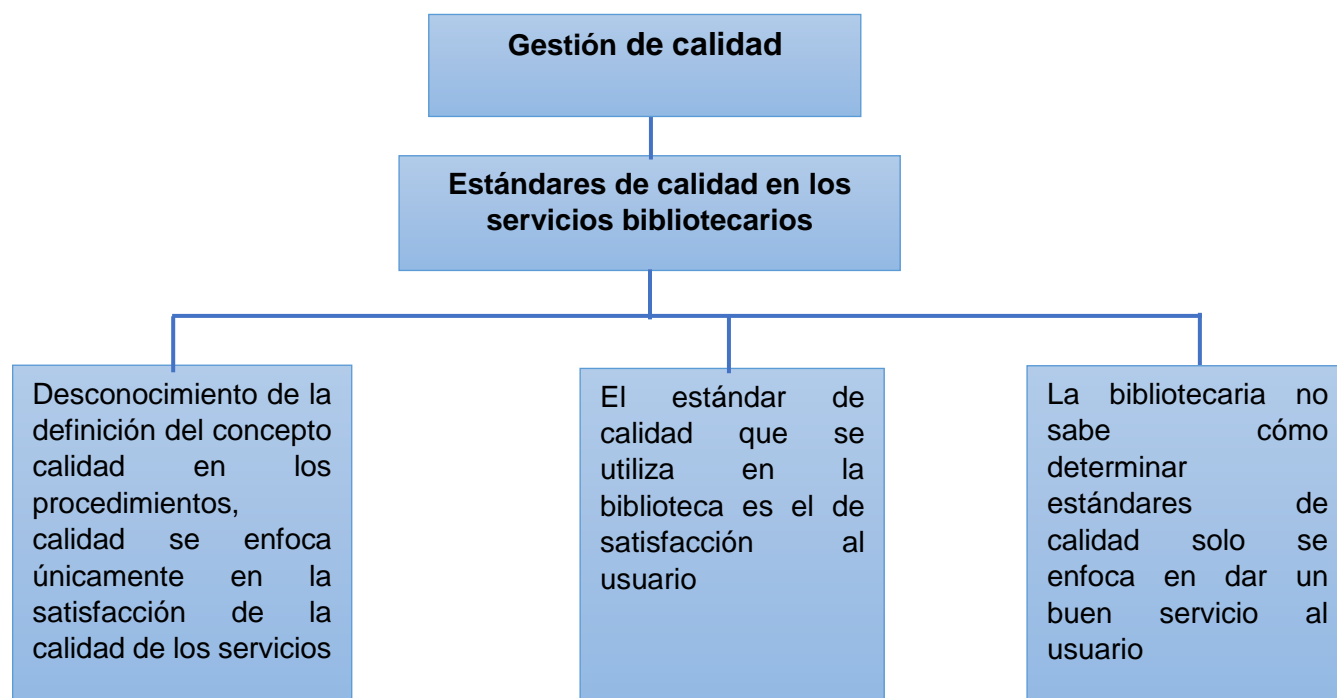 Gestión de calidad
Estándares de calidad en los
servicios bibliotecarios
Desconocimiento de la
definición del concepto
calidad en los
procedimientos,
calidad se enfoca
únicamente en la
satisfacción de la
calidad de los servicios
El estándar de
calidad que se
utiliza en la
biblioteca es el de
satisfacción al
usuario
La bibliotecaria no
sabe cómo
determinar
estándares de
calidad solo se
enfoca en dar un
buen servicio al
usuario